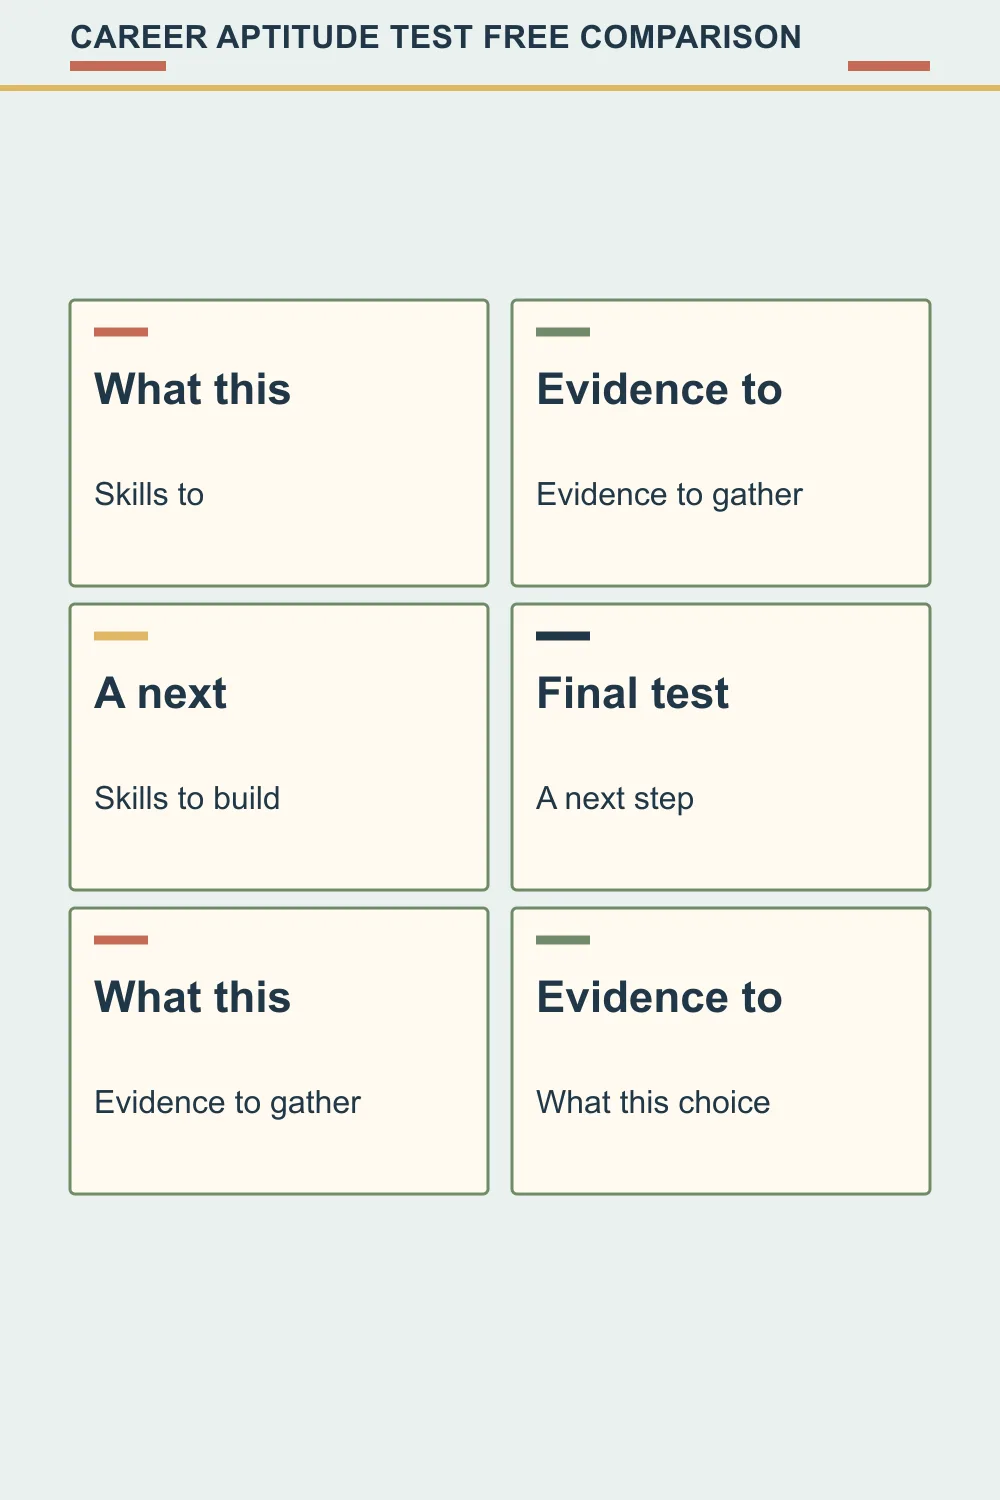 CAREER APTITUDE TEST FREE COMPARISON
What this
Skills to
Evidence to
Evidence to gather
A next
Skills to build
Final test
A next step
What this
Evidence to gather
Evidence to
What this choice